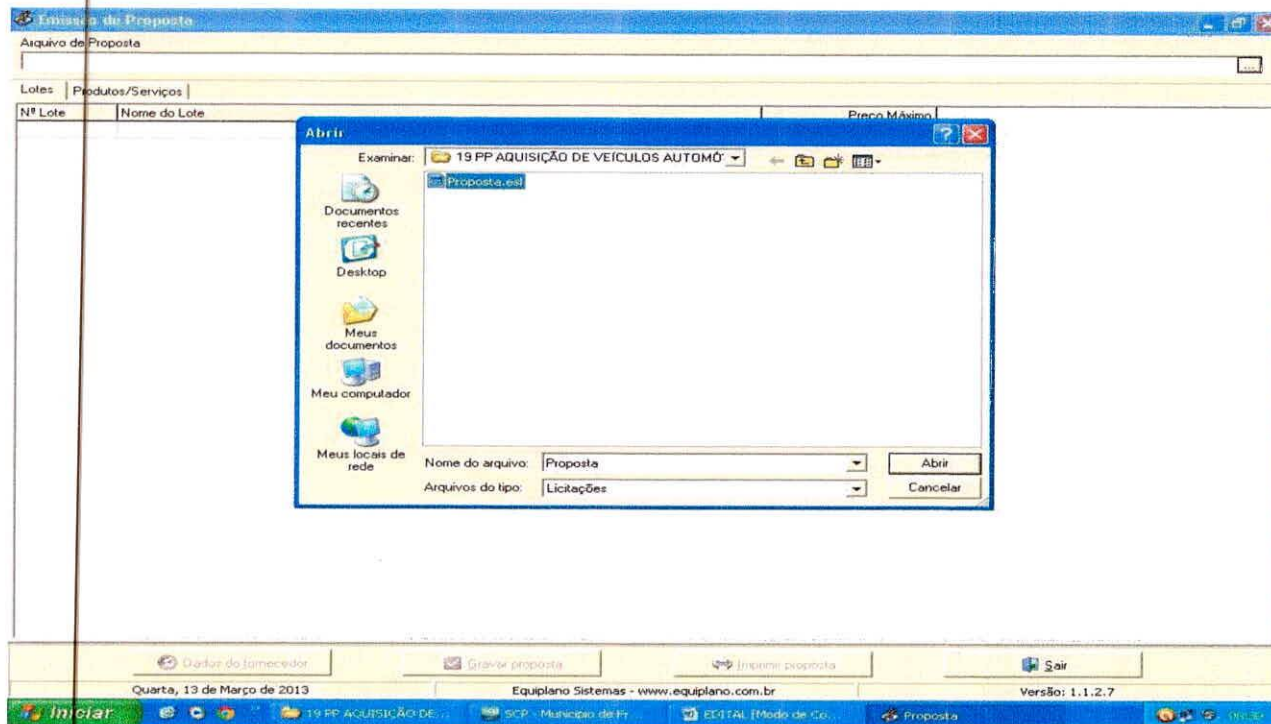 Emissão de Proposta
Arquivo de Proposta
...
Lotes
Produtos/Serviços
Nº Lote
Nome do Lote
Preço Máximo
Abrir
Examinar:
19 PP AQUISIÇÃO DE VEÍCULOS AUTOMÓ
Proposta.esl
Documentos
recentes
Desktop
Meus
documentos
Meu computador
Meus locais de
rede
Nome do arquivo:
Proposta
Abrir
Arquivos do tipo:
Licitações
Cancelar
Dados do fornecedor
Gravar proposta
Imprimir proposta
Sair
Quarta, 13 de Março de 2013
Equiplano Sistemas - www.equiplano.com.br
Versão: 1.1.2.7
Iniciar
19 PP AQUISIÇÃO DE ...
SCP - Município de Fr...
EDITAL [Modo de Co...
Proposta